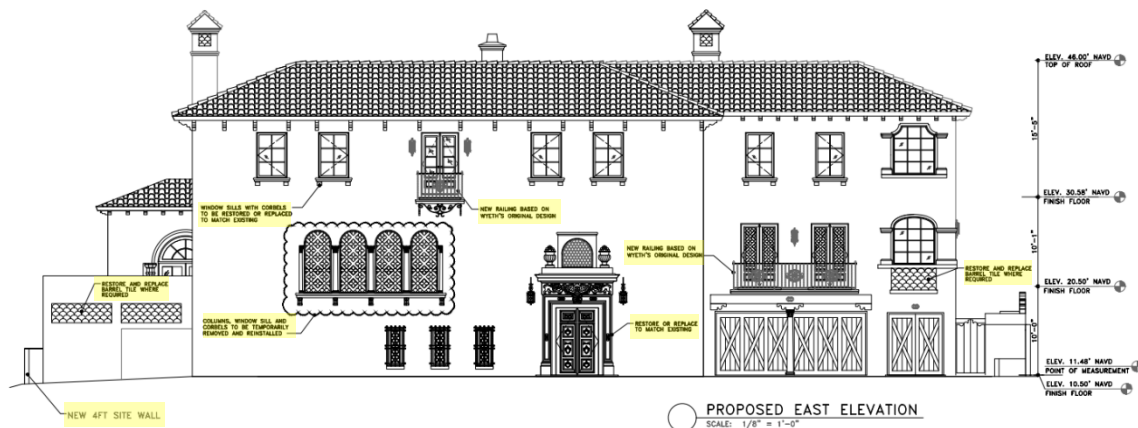 ELEV. 46.00' NAVD
TOP OF ROOF
15'-5"
WINDOW SILLS WITH CORBELS
TO BE RESTORED OR REPLACED
TO MATCH EXISTING
NEW RAILING BASED ON
WYETH'S ORIGINAL DESIGN
ELEV. 30.58' NAVD
FINISH FLOOR
10'-1"
NEW RAILING BASED ON
WYETH'S ORIGINAL DESIGN
RESTORE AND REPLACE
BARREL TILE WHERE
REQUIRED
RESTORE AND REPLACE
BARREL TILE WHERE
REQUIRED
ELEV. 20.50' NAVD
FINISH FLOOR
COLUMNS, WINDOW SILL AND
CORBELS TO BE TEMPORARILY
REMOVED AND REINSTALLED
RESTORE OR REPLACE
TO MATCH EXISTING
10'-0"
ELEV. 11.48' NAVD
POINT OF MEASUREMENT
ELEV. 10.50' NAVD
FINISH FLOOR
NEW 4FT SITE WALL
PROPOSED EAST ELEVATION
SCALE: 1/8" = 1'-0"